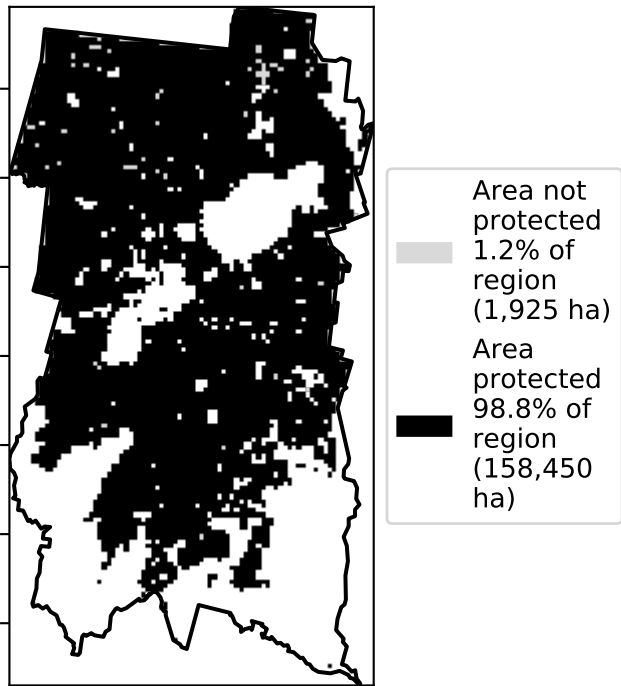 Area not
protected
1.2% of
region
(1,925 ha)
Area
protected
98.8% of
region
(158,450
ha)